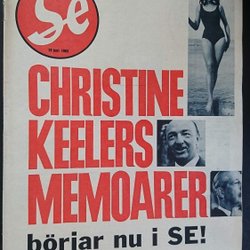 Se
CHRISTINE
KEELERS
MEMOARER
börjar nu i SE!